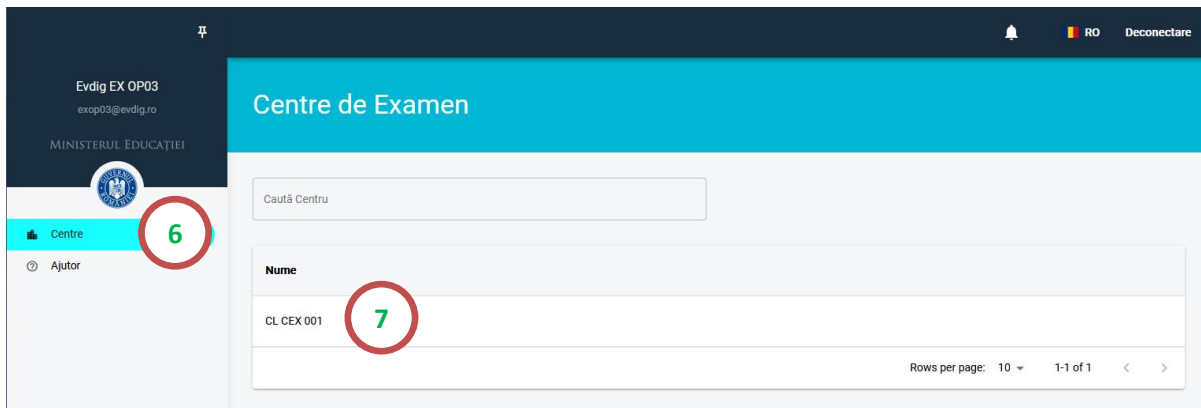 RO Deconectare
Evdig EX OP03
exop03@evdig.ro
MINISTERUL EDUCAȚIEI
Centre de Examen
Caută Centru
Centre
6
Ajutor
Nume
CL CEX 001
7
Rows per page: 10 1-1 of 1